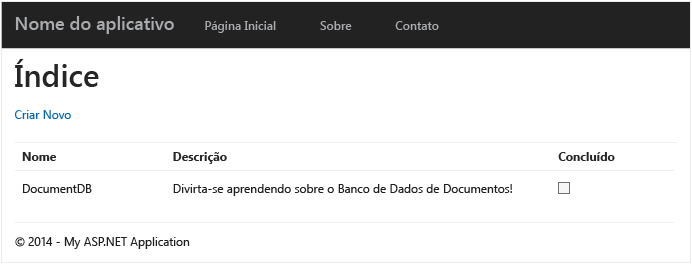 Nome do aplicativo Página Inicial Sobre Contato
Índice
Criar Novo
Nome Descrição Concluído
DocumentDB Divirta-se aprendendo sobre o Banco de Dados de Documentos!
© 2014 - My ASP.NET Application